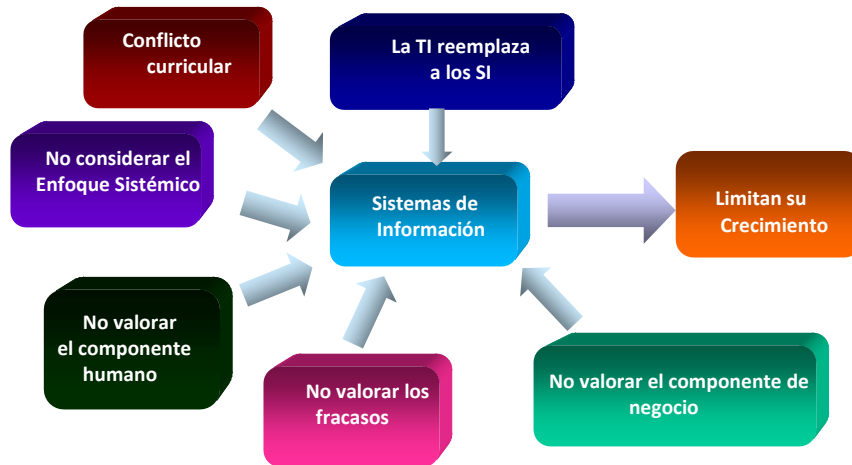 Conflicto
curricular
La TI reemplaza
a los SI
No considerar el
Enfoque Sistémico
Sistemas de
Información
Limitan su
Crecimiento
No valorar
el componente
humano
No valorar los
fracasos
No valorar el componente de
negocio